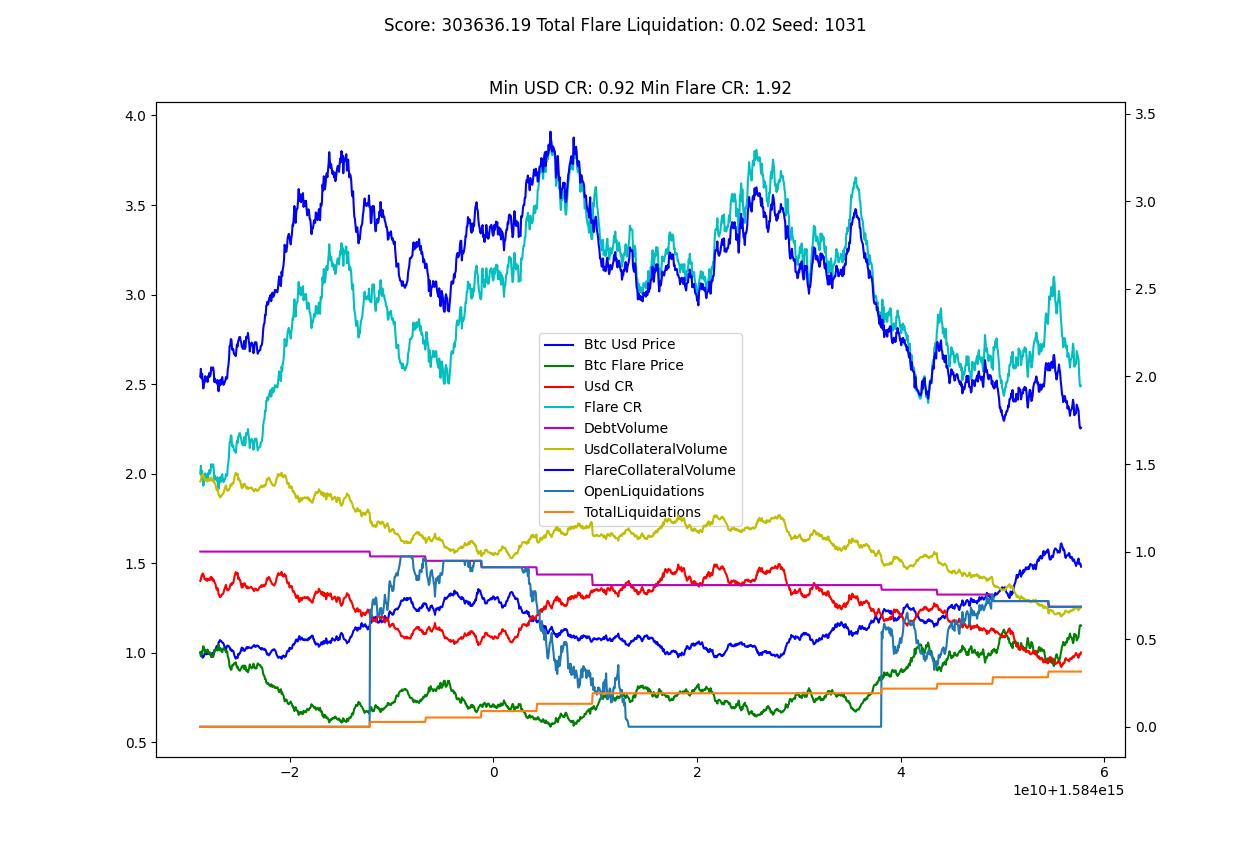 Score: 303636.19 Total Flare Liquidation: 0.02 Seed: 1031
Min USD CR: 0.92 Min Flare CR: 1.92
4.0
3.5
3.0
2.5
2.0
1.5
1.0
0.5
3.5
3.0
2.5
2.0
1.5
1.0
0.5
0.0
Btc Usd Price
Btc Flare Price
Usd CR
Flare CR
DebtVolume
UsdCollateralVolume
FlareCollateralVolume
OpenLiquidations
TotalLiquidations
−2 0 2 4 6
1e10+1.584e15